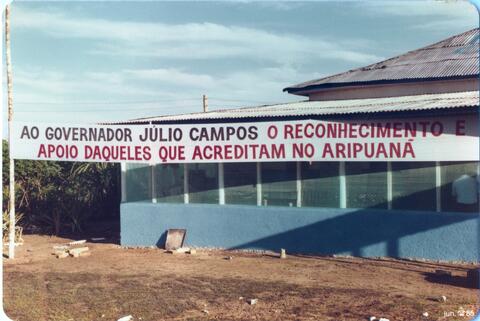 AO GOVERNADOR JÚLIO CAMPOS O RECONHECIMENTO E
APOIO DAQUELES QUE ACREDITAM NO ARIPUANÃ